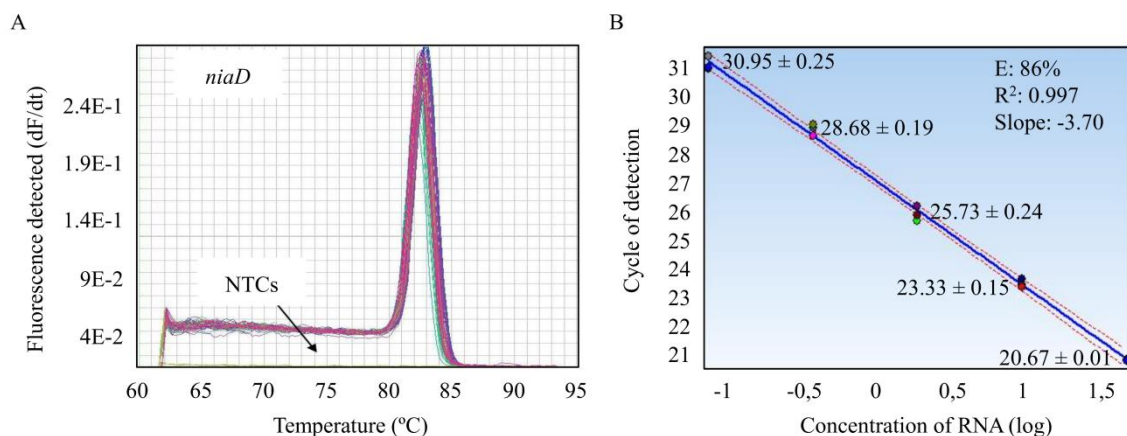 A
niaD
NTCs
Fluorescence detected (dF/dt)
2.4E-1
1.9E-1
1.4E-1
9E-2
4E-2
60 65 70 75 80 85 90 95
Temperature (ºC)
B
E: 86%
R²: 0.997
Slope: -3.70
30.95 ± 0.25
28.68 ± 0.19
25.73 ± 0.24
23.33 ± 0.15
20.67 ± 0.01
Cycle of detection
31
30
29
28
27
26
25
24
23
22
21
-1 -0,5 0 0,5 1 1,5
Concentration of RNA (log)